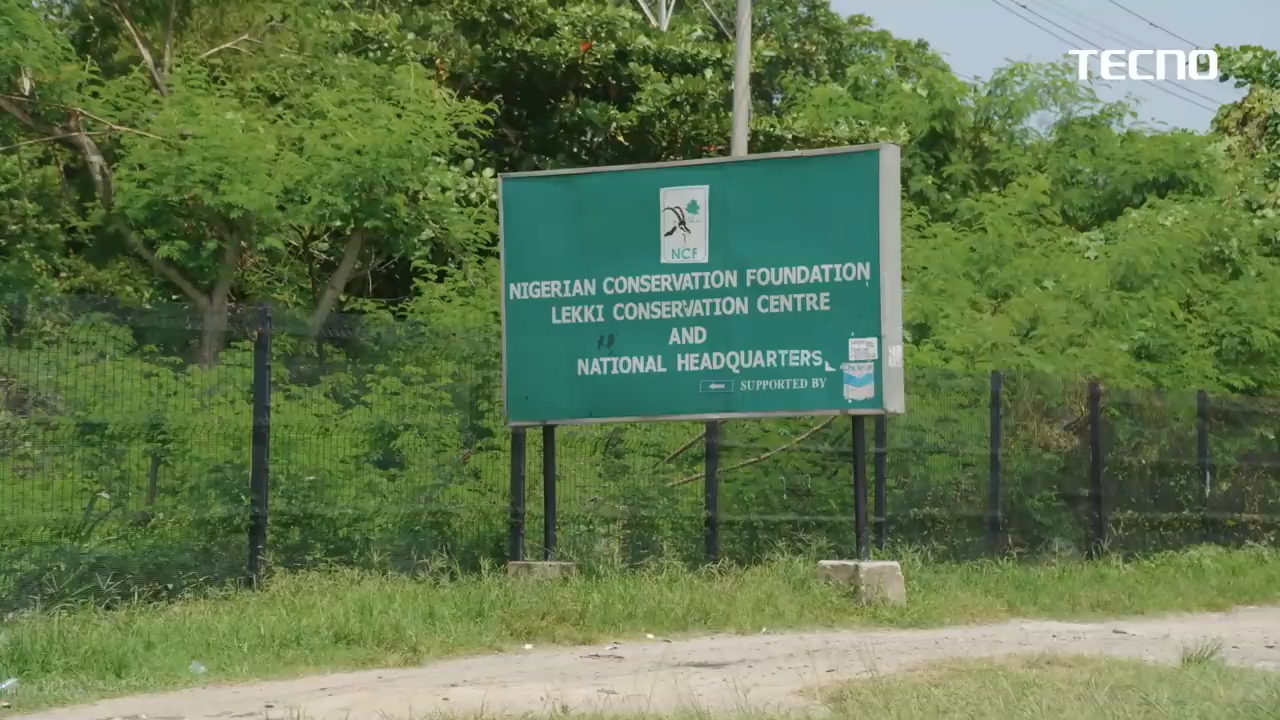 TECNO
NCF
NIGERIAN CONSERVATION FOUNDATION
LEKKI CONSERVATION CENTRE
AND
NATIONAL HEADQUARTERS
SUPPORTED BY